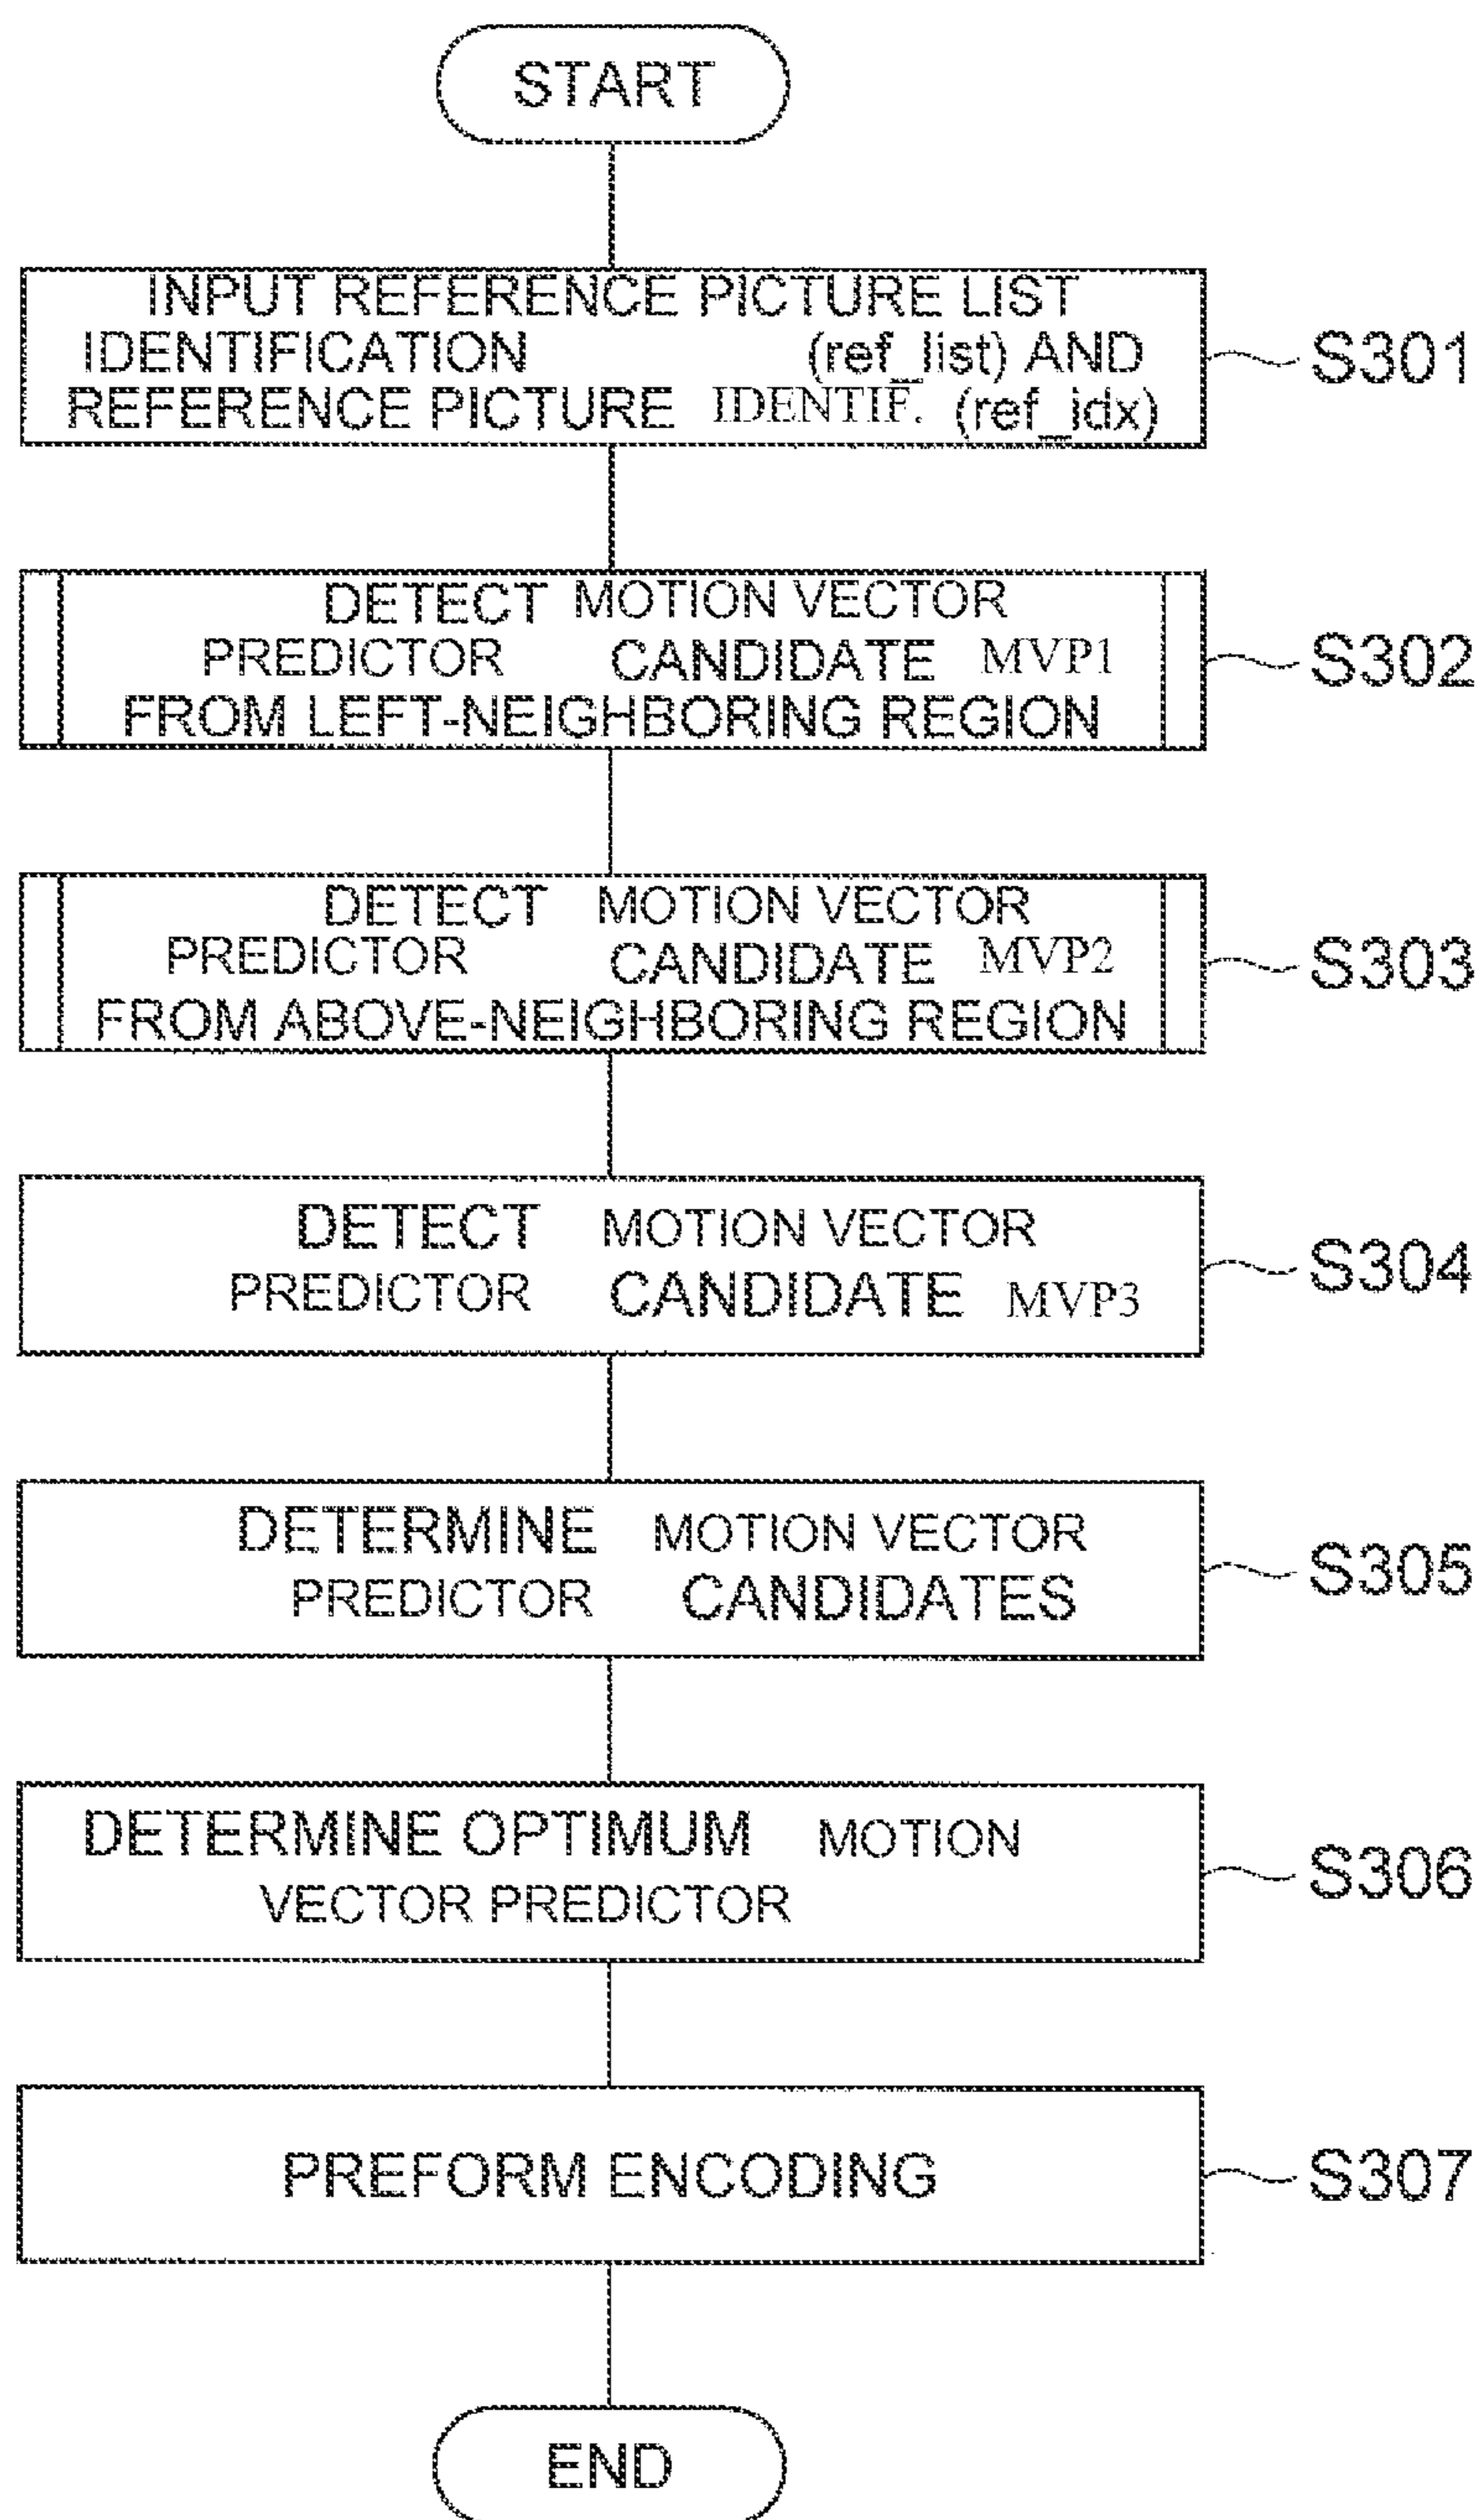 START
INPUT REFERENCE PICTURE LIST
IDENTIFICATION (ref_list) AND
REFERENCE PICTURE IDENTIF. (ref_idx)
S301
DETECT MOTION VECTOR
PREDICTOR CANDIDATE MVP1
FROM LEFT-NEIGHBORING REGION
S302
DETECT MOTION VECTOR
PREDICTOR CANDIDATE MVP2
FROM ABOVE-NEIGHBORING REGION
S303
DETECT MOTION VECTOR
PREDICTOR CANDIDATE MVP3
S304
DETERMINE MOTION VECTOR
PREDICTOR CANDIDATES
S305
DETERMINE OPTIMUM MOTION
VECTOR PREDICTOR
S306
PREFORM ENCODING
S307
END